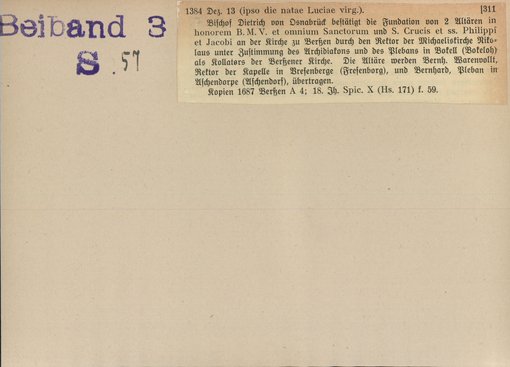 Beiband 3
S. 57
1384 Dez. 13 (ipso die natae Luciae virg.). [311
Bischof Dietrich von Osnabrück bestätigt die Fundation von 2 Altären in
honorem B. M. V. et omnium Sanctorum und S. Crucis et ss. Philippi
et Jacobi an der Kirche zu Berßen durch den Rektor der Michaeliskirche Niko-
laus unter Zustimmung des Archidiakons und des Plebans in Bokell (Bokeloh)
als Kollators der Berßener Kirche. Die Altäre werden Bernh. Warenvallt,
Rektor der Kapelle in Vresenberge (Fresenborg), und Bernhard, Pleban in
Aschendorpe (Aschendorf), übertragen.
Kopien 1687 Berßen A 4; 18. Jh. Spic. X (Hs. 171) f. 59.